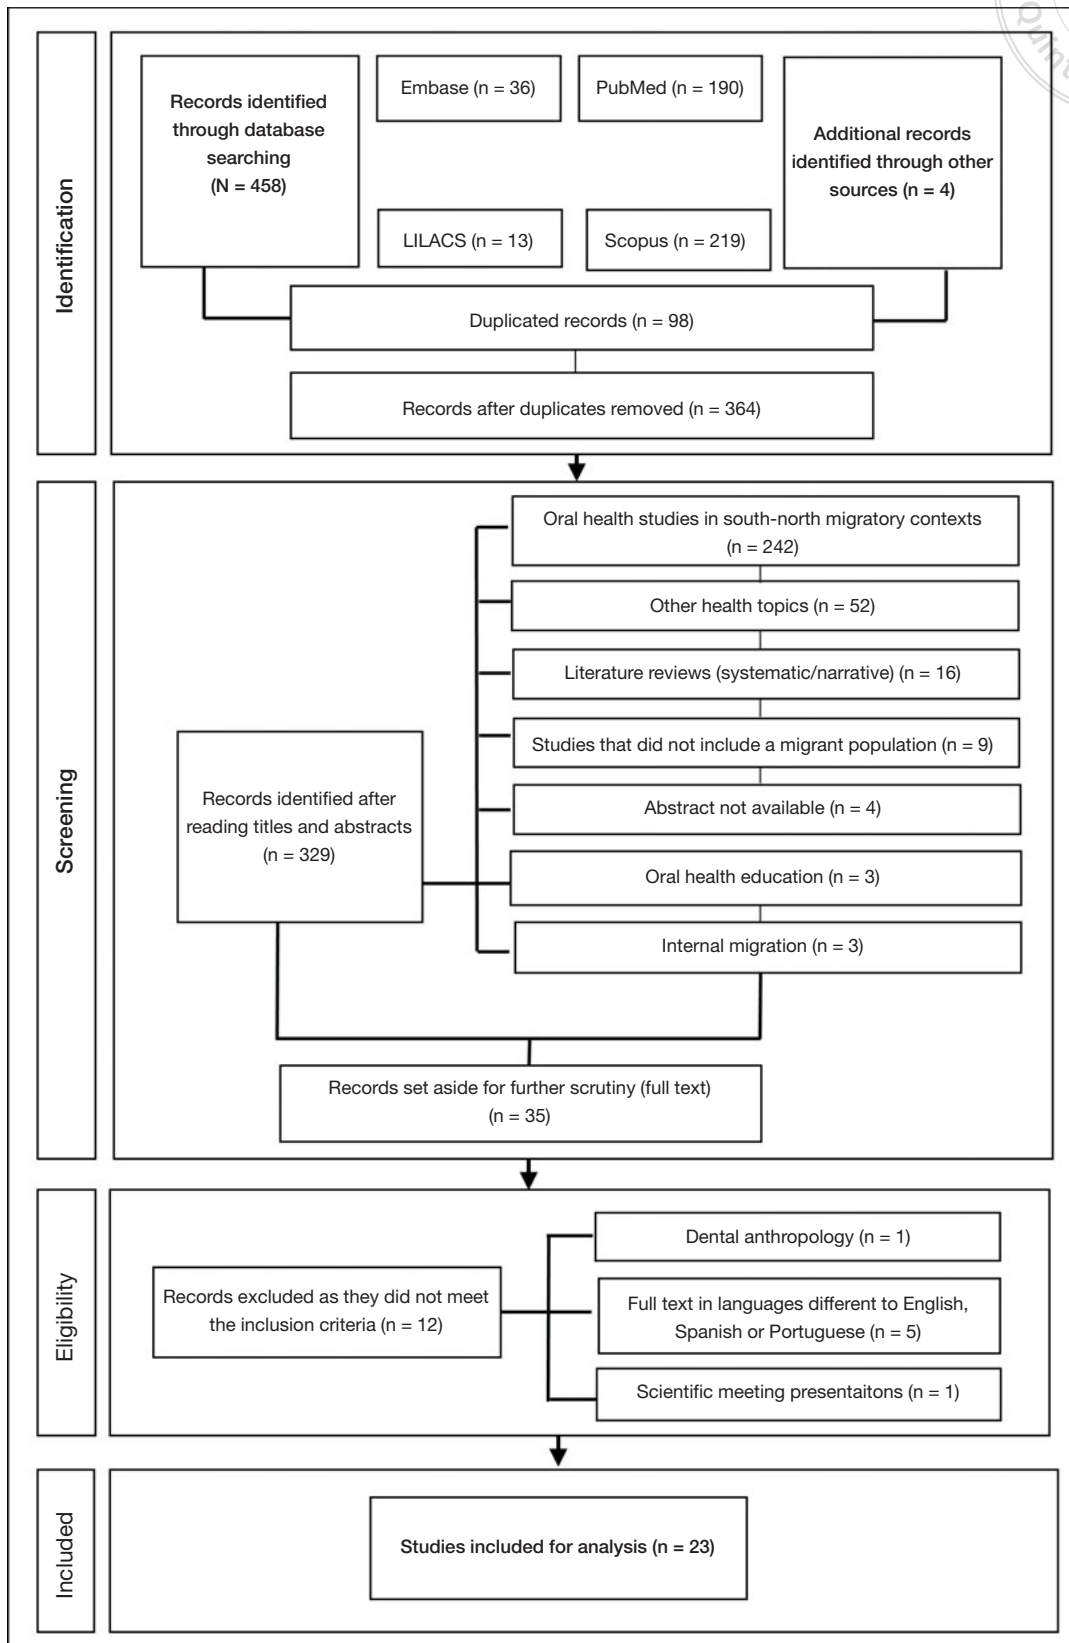 Quint
Identification
Records identified
through database
searching
(N = 458)
Embase (n = 36)
PubMed (n = 190)
LILACS (n = 13)
Scopus (n = 219)
Additional records
identified through other
sources (n = 4)
Duplicated records (n = 98)
Records after duplicates removed (n = 364)
Screening
Records identified after
reading titles and abstracts
(n = 329)
Oral health studies in south-north migratory contexts
(n = 242)
Other health topics (n = 52)
Literature reviews (systematic/narrative) (n = 16)
Studies that did not include a migrant population (n = 9)
Abstract not available (n = 4)
Oral health education (n = 3)
Internal migration (n = 3)
Records set aside for further scrutiny (full text)
(n = 35)
Eligibility
Records excluded as they did not meet
the inclusion criteria (n = 12)
Dental anthropology (n = 1)
Full text in languages different to English,
Spanish or Portuguese (n = 5)
Scientific meeting presentaitons (n = 1)
Included
Studies included for analysis (n = 23)